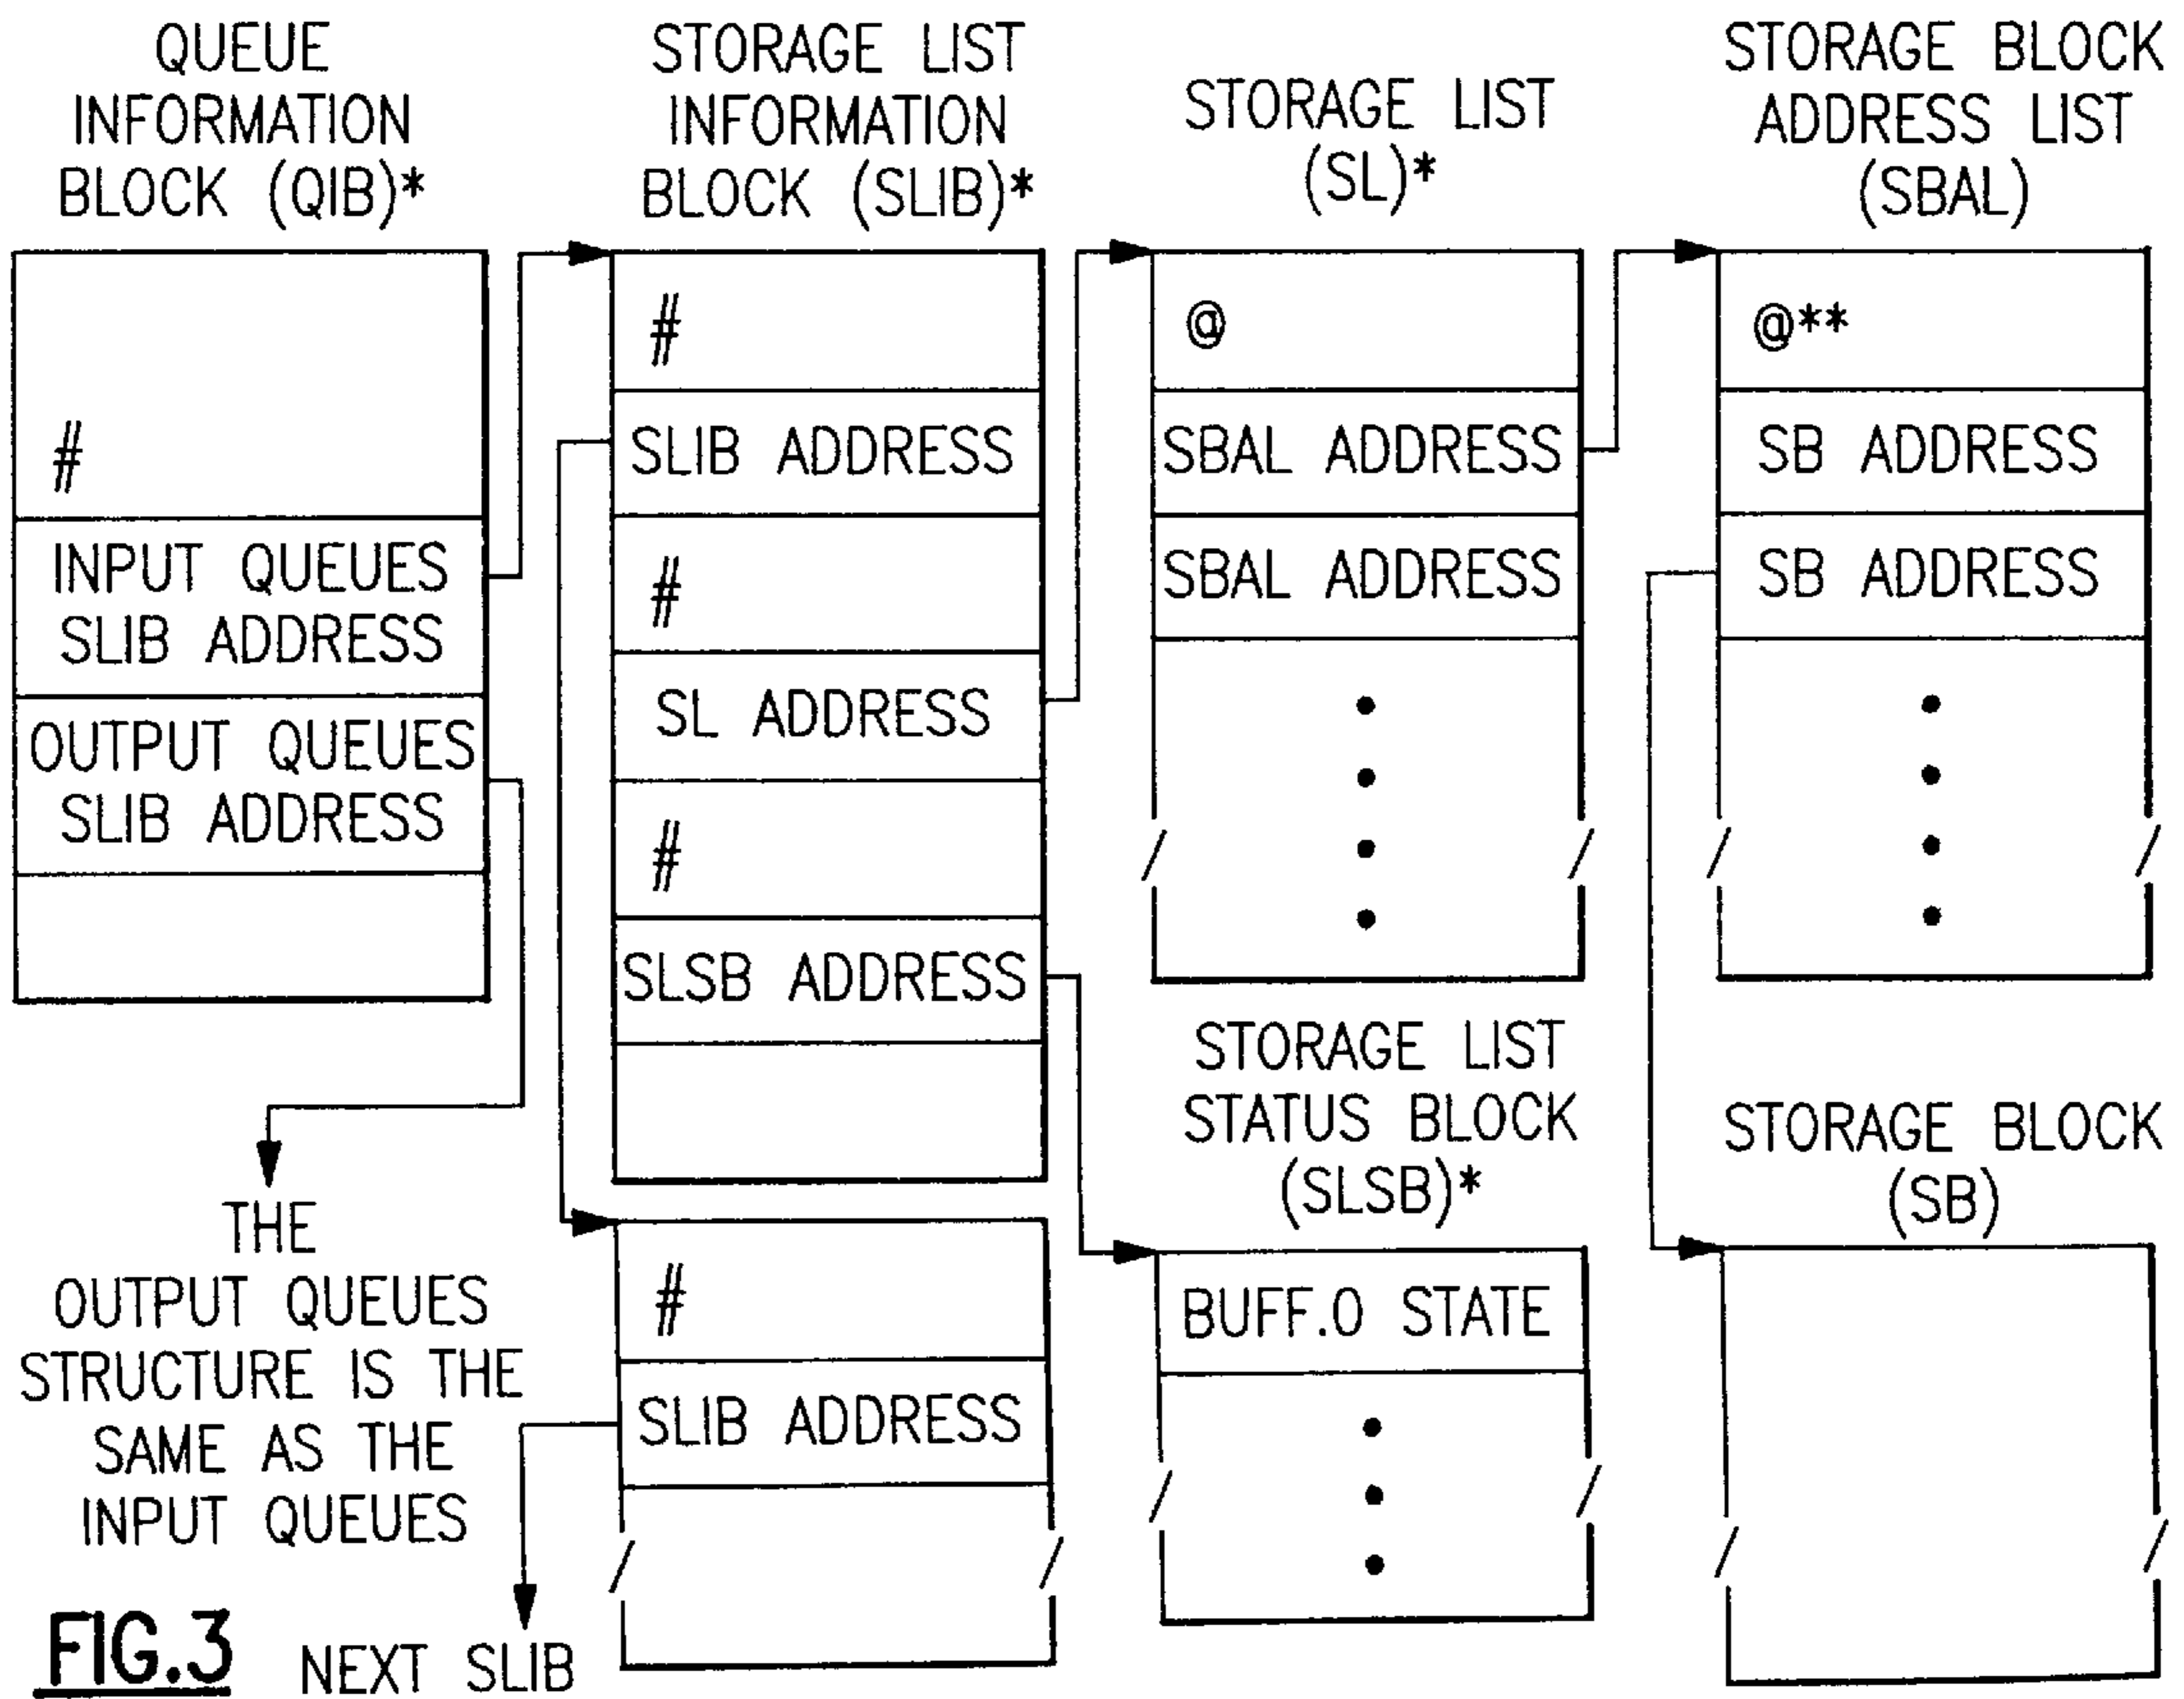 QUEUE
INFORMATION
BLOCK (QIB)*
#
INPUT QUEUES
SLIB ADDRESS
OUTPUT QUEUES
SLIB ADDRESS
THE
OUTPUT QUEUES
STRUCTURE IS THE
SAME AS THE
INPUT QUEUES
STORAGE LIST
INFORMATION
BLOCK (SLIB)*
#
SLIB ADDRESS
#
SL ADDRESS
#
SLSB ADDRESS
#
SLIB ADDRESS
NEXT SLIB
STORAGE LIST
(SL)*
@
SBAL ADDRESS
SBAL ADDRESS
STORAGE LIST
STATUS BLOCK
(SLSB)*
BUFF.0 STATE
STORAGE BLOCK
ADDRESS LIST
(SBAL)
@**
SB ADDRESS
SB ADDRESS
STORAGE BLOCK
(SB)
FIG.3